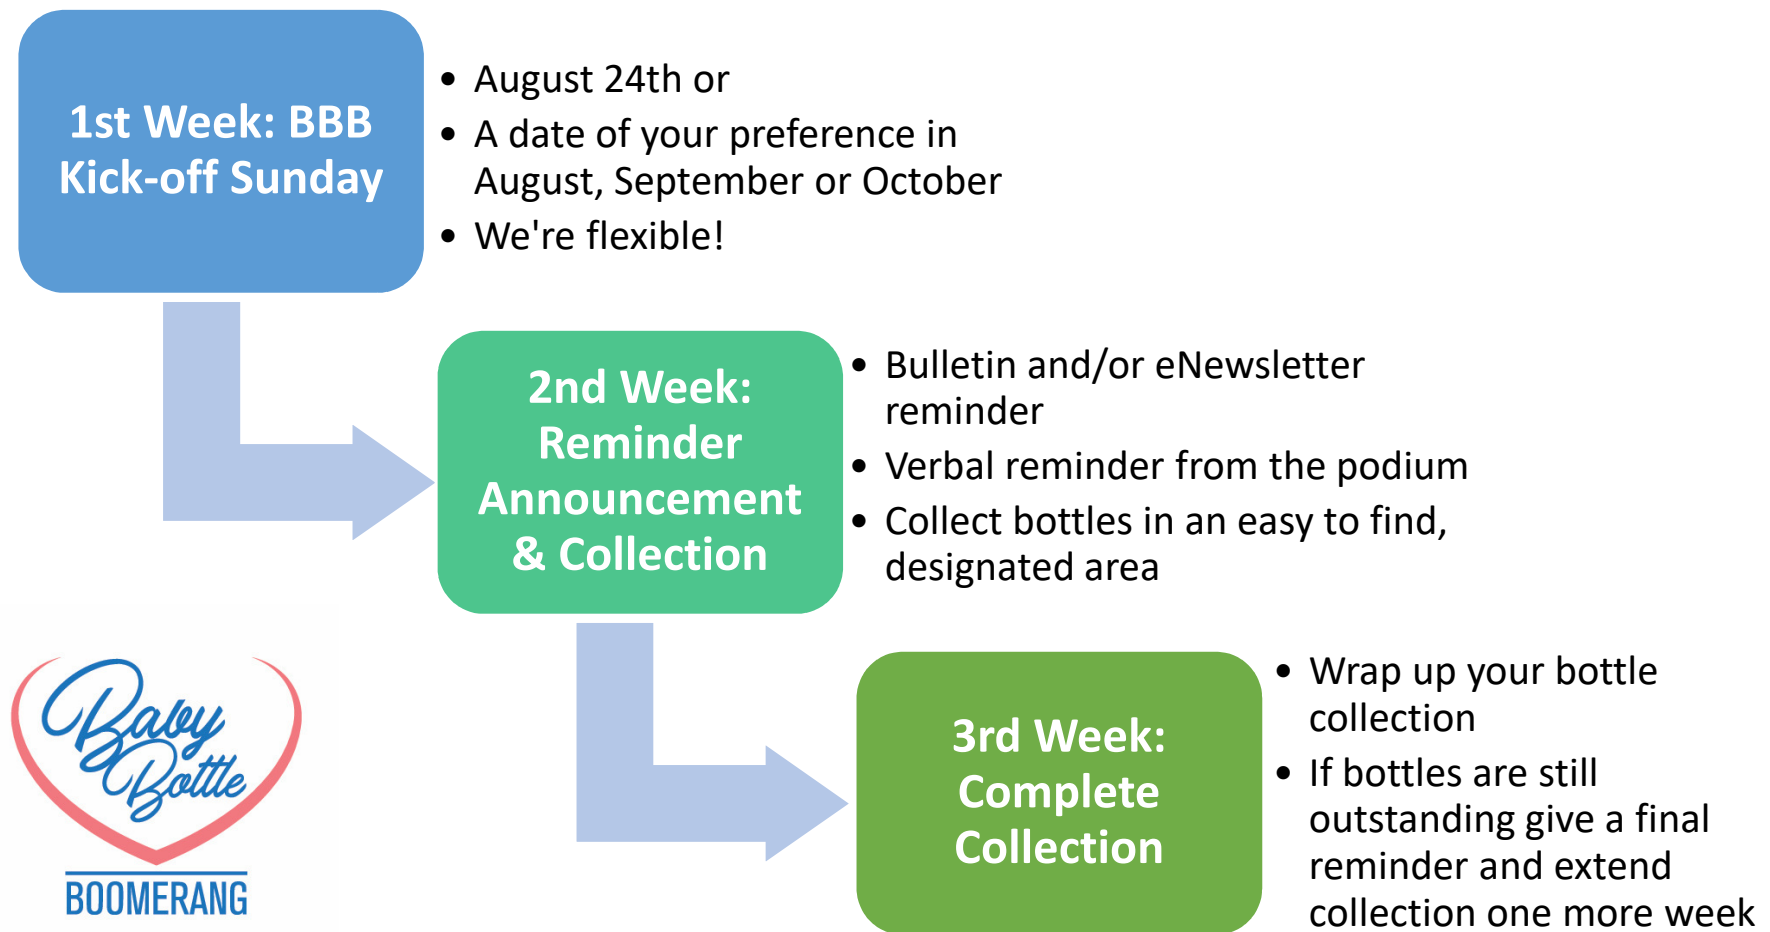 1st Week: BBB
Kick-off Sunday
• August 24th or
• A date of your preference in
August, September or October
• We're flexible!
2nd Week:
Reminder
Announcement
& Collection
• Bulletin and/or eNewsletter
reminder
• Verbal reminder from the podium
• Collect bottles in an easy to find,
designated area
3rd Week:
Complete
Collection
• Wrap up your bottle
collection
• If bottles are still
outstanding give a final
reminder and extend
collection one more week
Baby
Bottle
BOOMERANG